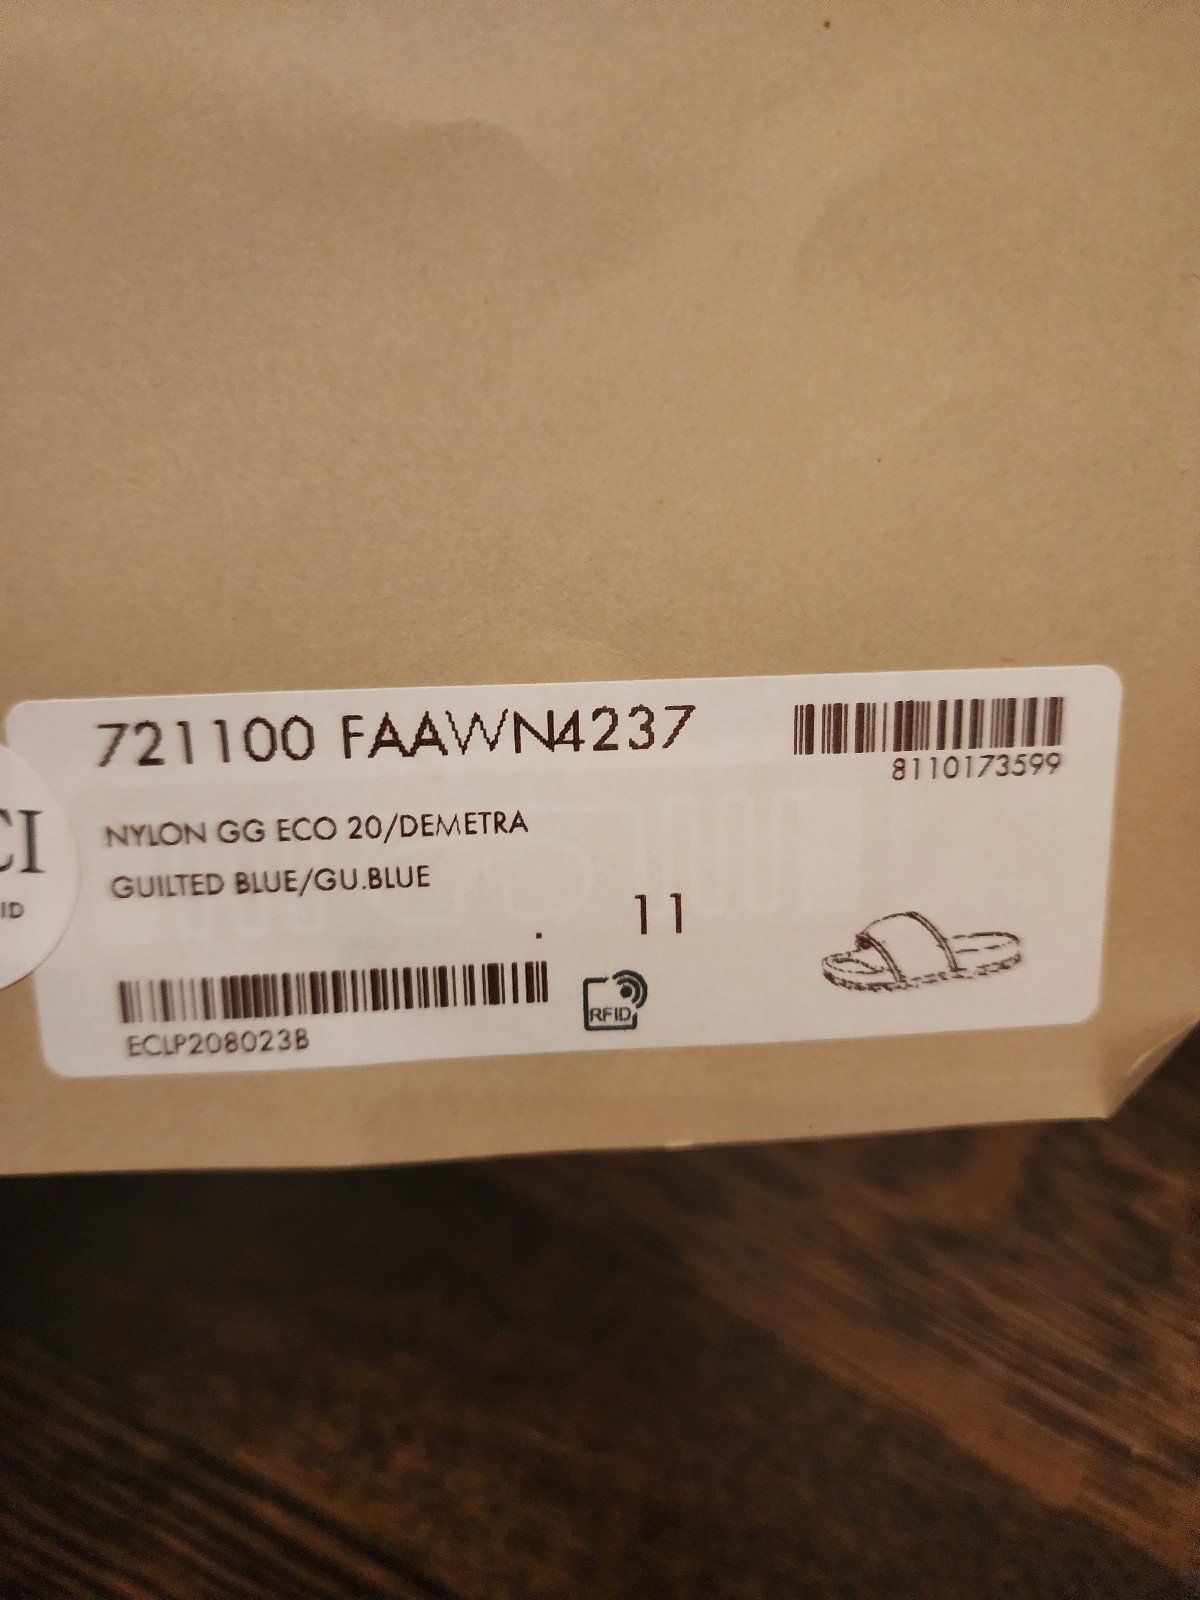 721100 FAAWN4237
8110173599
NYLON GG ECO 20/DEMETRA
GUILTED BLUE/GU.BLUE
. 11
CI
ID
ECLP208023B
RFID